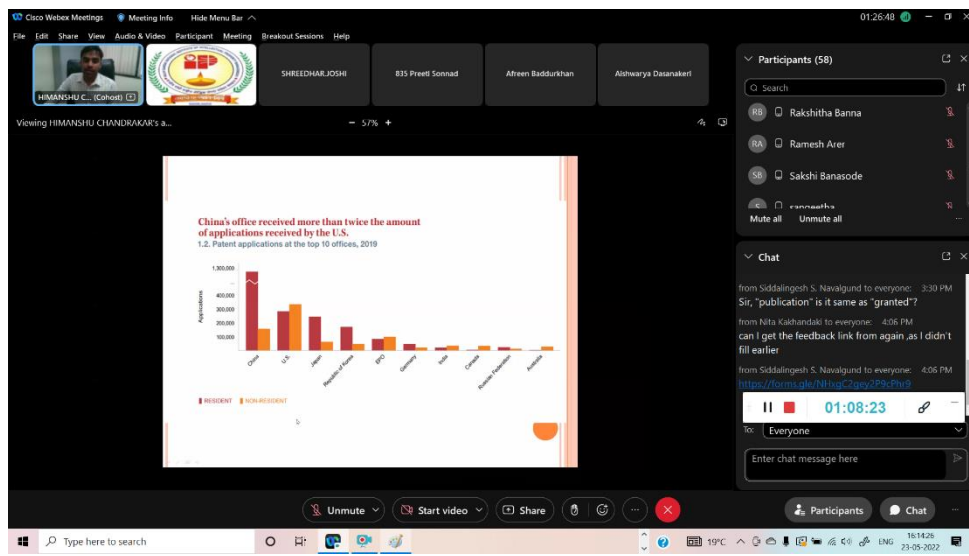 Cisco Webex Meetings Meeting Info Hide Menu Bar
01:26:48
File Edit Share View Audio & Video Participant Meeting Breakout Sessions Help
HIMANSHU C... (Cohost)
SHREEDHAR.JOSHI
835 Preeti Sonnad
Afreen Baddurkhan
Aishwarya Dasanakeri
Viewing HIMANSHU CHANDRAKAR's a...
− 57% +
China's office received more than twice the amount
of applications received by the U.S.
1.2. Patent applications at the top 10 offices, 2019
Applications
1,300,000
400,000
300,000
200,000
100,000
China
U.S.
Japan
Republic of Korea
EPO
Germany
India
Canada
Russian Federation
Australia
RESIDENT NON-RESIDENT
Participants (58)
Search
RB Rakshitha Banna
RA Ramesh Arer
SB Sakshi Banasode
S sangeetha
Mute all Unmute all
Chat
from Siddalingesh S. Navalgund to everyone: 3:30 PM
Sir, "publication" is it same as "granted"?
from Nita Kakhandaki to everyone: 4:06 PM
can I get the feedback link from again ,as I didn't
fill earlier
from Siddalingesh S. Navalgund to everyone: 4:06 PM
https://forms.gle/NHxgC2gey2P9cPhr9
01:08:23
To: Everyone
Enter chat message here
Unmute
Start video
Share
Participants
Chat
Type here to search
19°C
ENG
16:14:26
23-05-2022